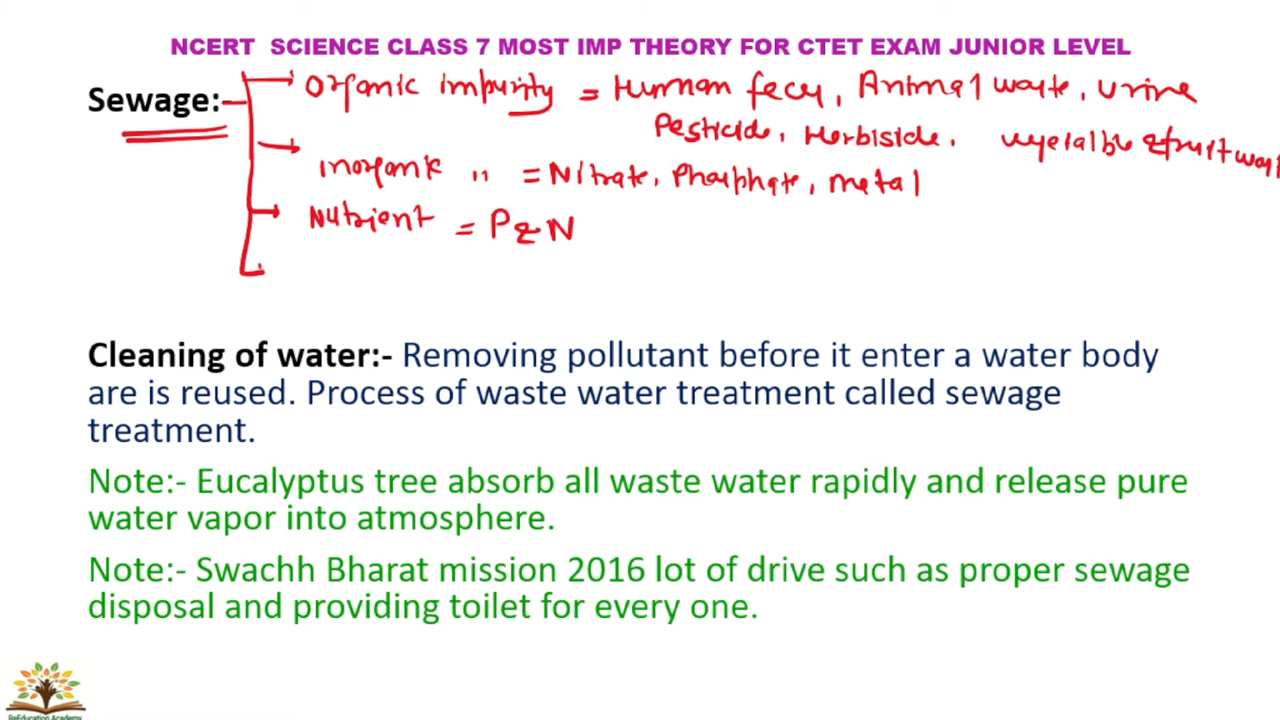 NCERT SCIENCE CLASS 7 MOST IMP THEORY FOR CTET EXAM JUNIOR LEVEL
Sewage:-
Organic impurity = Human fecy, Animal waste, urine
Pesticide, Herbiside, & fruit
inorganic " = Nitrate, Phosphate, metal
Nutrient = P & N
Cleaning of water:- Removing pollutant before it enter a water body
are is reused. Process of waste water treatment called sewage
treatment.
Note:- Eucalyptus tree absorb all waste water rapidly and release pure
water vapor into atmosphere.
Note:- Swachh Bharat mission 2016 lot of drive such as proper sewage
disposal and providing toilet for every one.